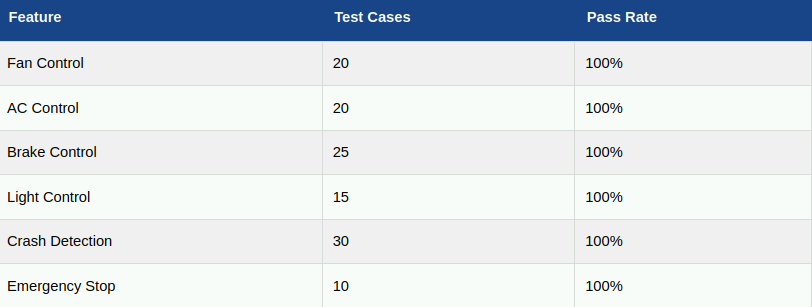 Feature Test Cases Pass Rate
Fan Control 20 100%
AC Control 20 100%
Brake Control 25 100%
Light Control 15 100%
Crash Detection 30 100%
Emergency Stop 10 100%